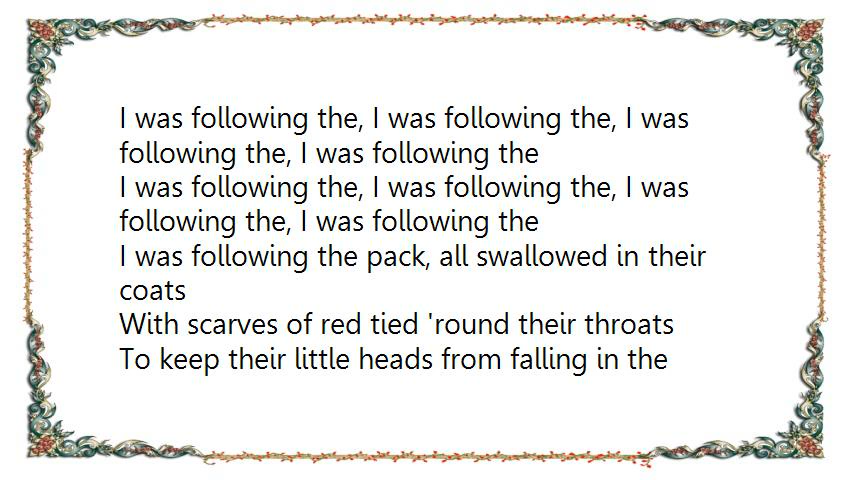 I was following the, I was following the, I was
following the, I was following the
I was following the, I was following the, I was
following the, I was following the
I was following the pack, all swallowed in their
coats
With scarves of red tied 'round their throats
To keep their little heads from falling in the